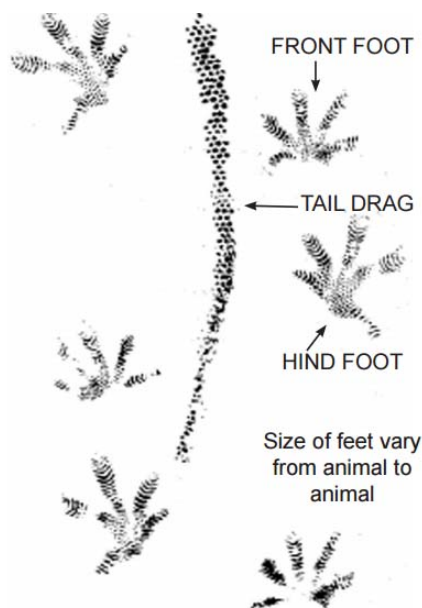 FRONT FOOT
TAIL DRAG
HIND FOOT
Size of feet vary
from animal to
animal